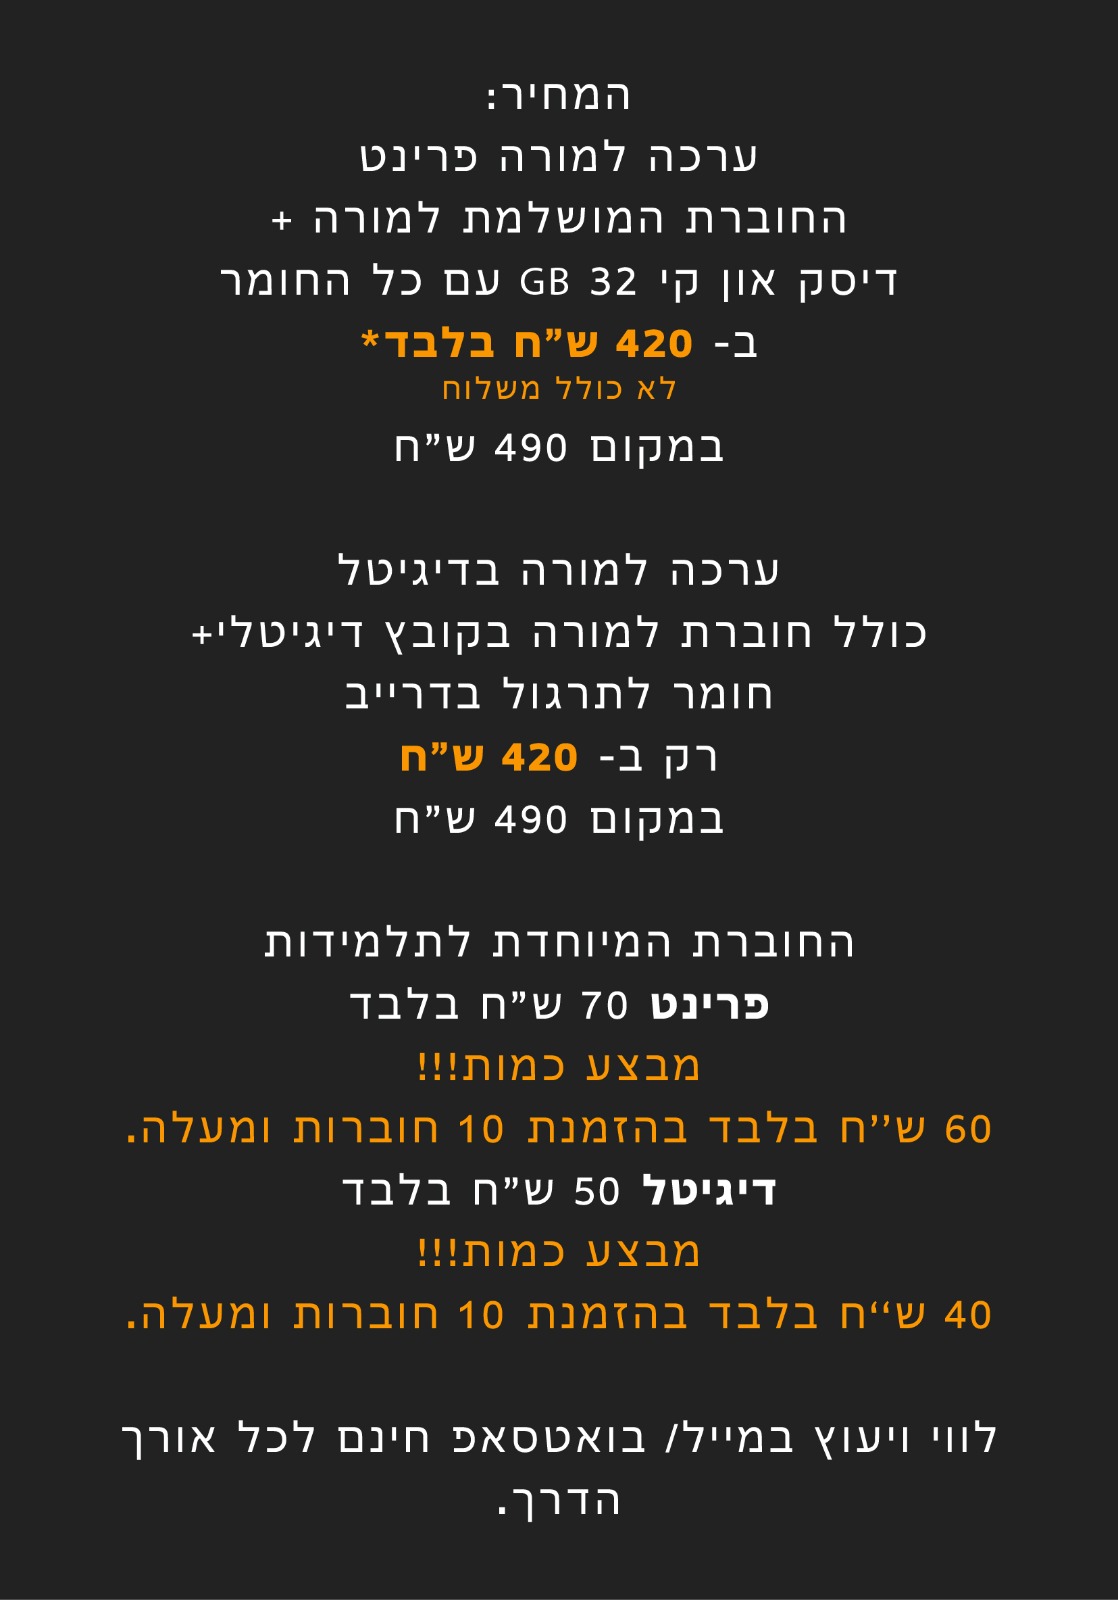 המחיר:
ערכה למורה פרינט
החוברת המושלמת למורה +
דיסק און קי 32 GB עם כל החומר
ב- 420 ש"ח בלבד*
לא כולל משלוח
במקום 490 ש"ח
ערכה למורה בדיגיטל
כולל חוברת למורה בקובץ דיגיטלי+
חומר לתרגול בדרייב
רק ב- 420 ש"ח
במקום 490 ש"ח
החוברת המיוחדת לתלמידות
פרינט 70 ש"ח בלבד
מבצע כמות!!!
60 ש''ח בלבד בהזמנת 10 חוברות ומעלה.
דיגיטל 50 ש"ח בלבד
מבצע כמות!!!
40 ש‘‘ח בלבד בהזמנת 10 חוברות ומעלה.
לווי ויעוץ במייל/ בואטסאפ חינם לכל אורך
הדרך.